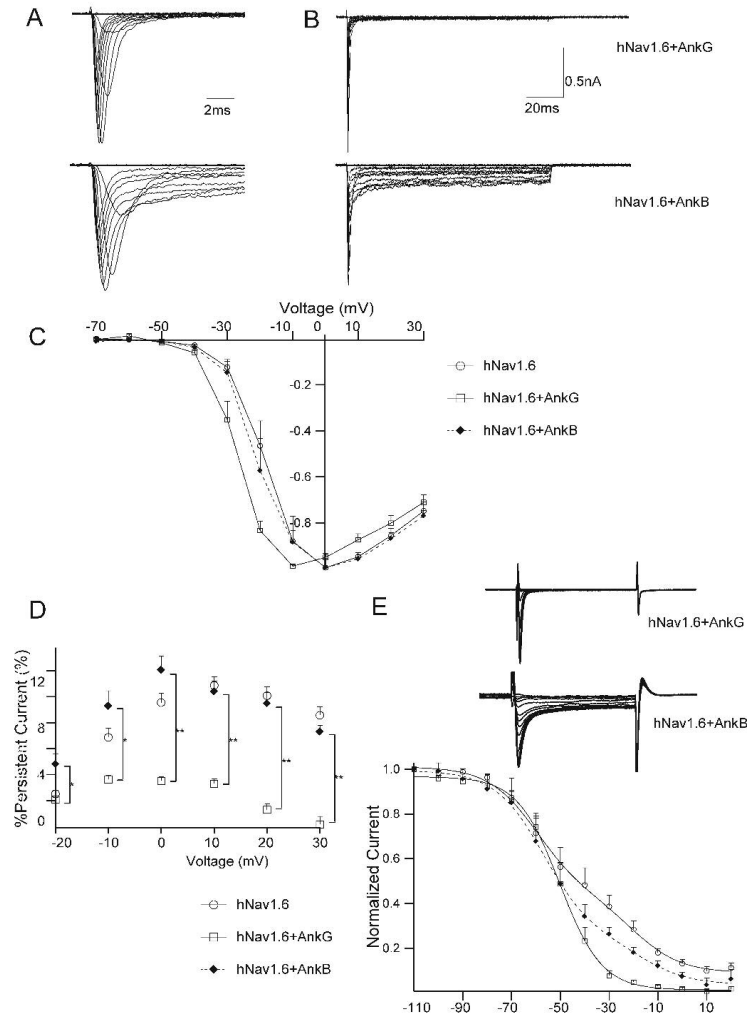 A
B
hNav1.6+AnkG
2ms
20ms
0.5nA
hNav1.6+AnkB
C
Voltage (mV)
-70 -50 -30 -10 0 10 30
-0.2
-0.4
-0.6
-0.8
hNav1.6
hNav1.6+AnkG
hNav1.6+AnkB
D
%Persistent Current (%)
12
8
4
0
* * ** ** ** **
-20 -10 0 10 20 30
Voltage (mV)
hNav1.6
hNav1.6+AnkG
hNav1.6+AnkB
E
hNav1.6+AnkG
hNav1.6+AnkB
Normalized Current
1.0
0.8
0.6
0.4
0.2
-110 -90 -70 -50 -30 -10 10